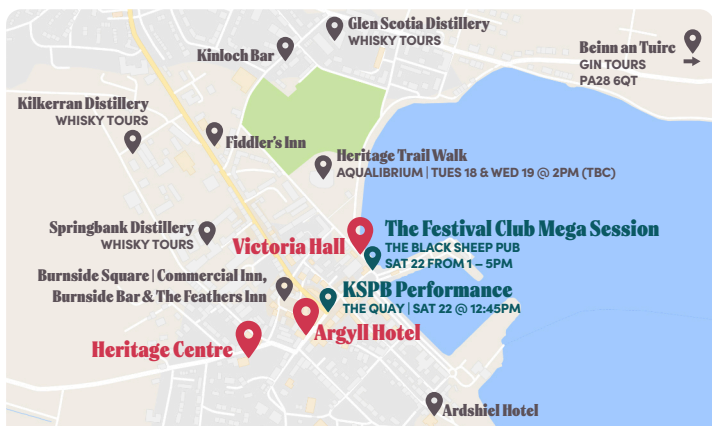 Glen Scotia Distillery
WHISKY TOURS
Kinloch Bar
Beinn an Tuirc
GIN TOURS
PA28 6QT
Kilkerran Distillery
WHISKY TOURS
Fiddler's Inn
Heritage Trail Walk
AQUALIBRIUM | TUES 18 & WED 19 @ 2PM (TBC)
Springbank Distillery
WHISKY TOURS
Victoria Hall
The Festival Club Mega Session
THE BLACK SHEEP PUB
SAT 22 FROM 1 – 5PM
Burnside Square | Commercial Inn,
Burnside Bar & The Feathers Inn
KSPB Performance
THE QUAY | SAT 22 @ 12:45PM
Argyll Hotel
Heritage Centre
Ardshiel Hotel